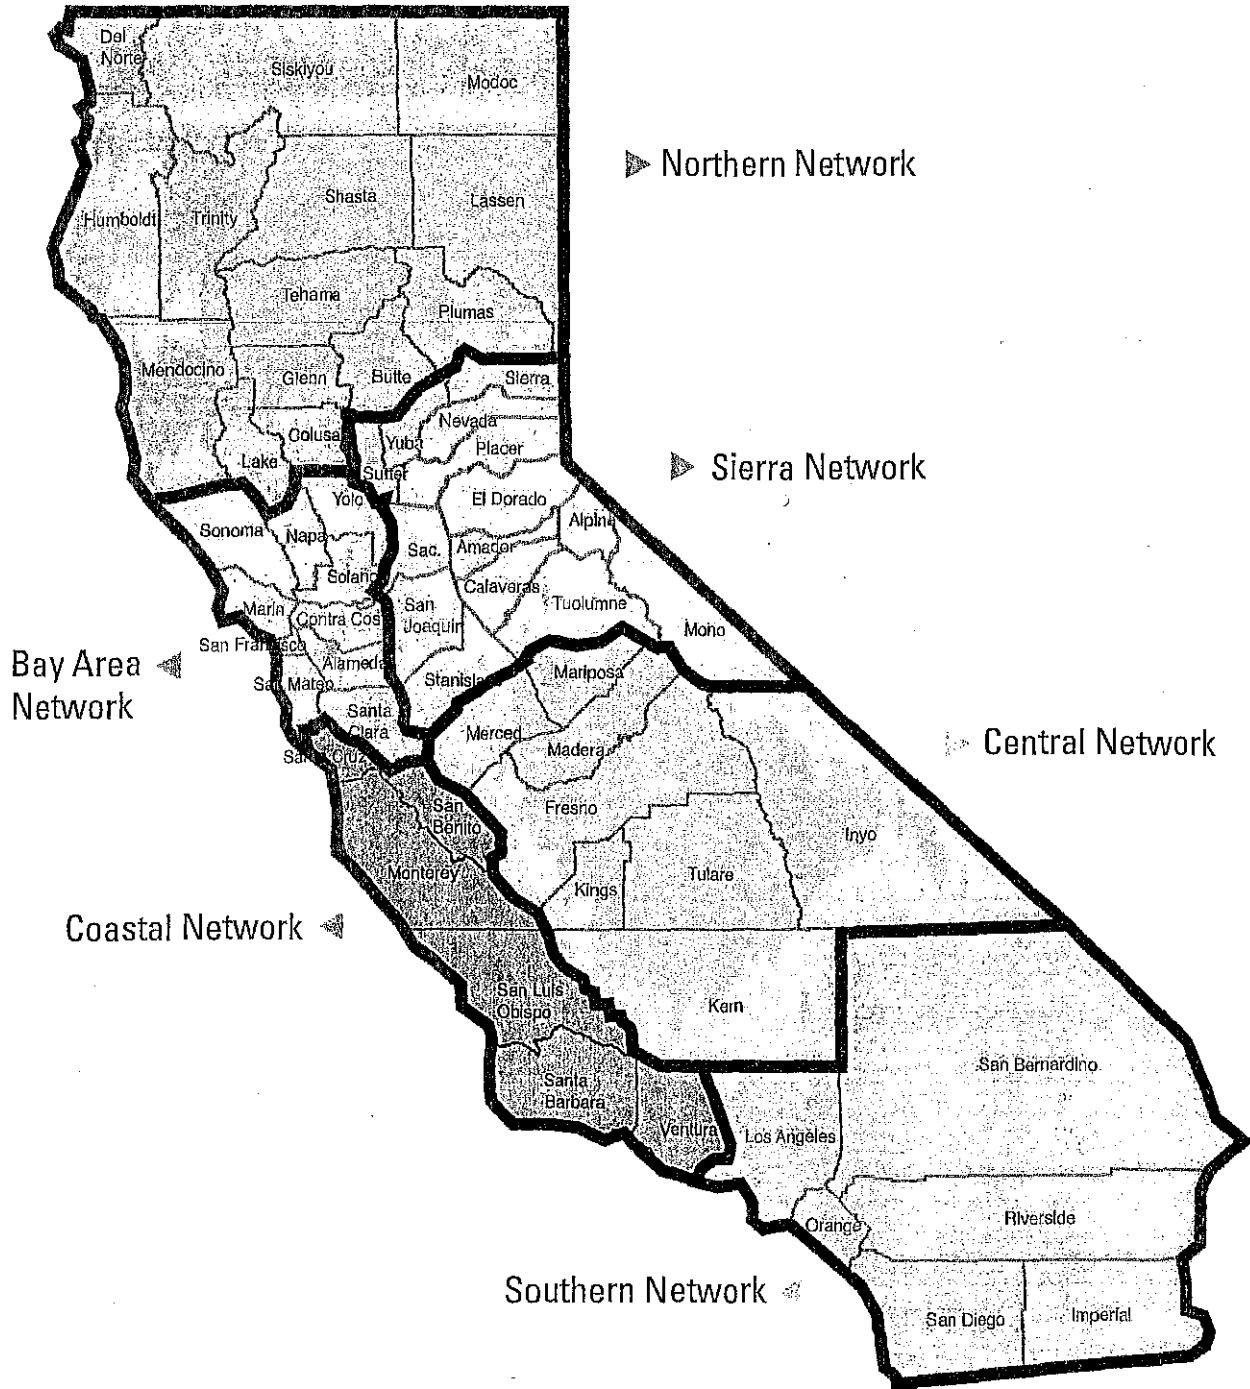 Del
Norte
Siskiyou
Modoc
Northern Network
Shasta
Lassen
Humboldt
Trinity
Tehama
Plumas
Mendocino
Glenn
Butte
Sierra
Nevada
Colusa
Yuba
Placer
Lake
Sutter
Sierra Network
Yolo
El Dorado
Sonoma
Napa
Alpine
Sac.
Amador
Solano
Calaveras
Marin
San
Joaquin
Tuolumne
Contra Cos
Mono
San Francisco
Bay Area
Network
Alameda
Mariposa
Stanisla
San Mateo
Santa
Clara
Merced
Madera
Central Network
Santa Cruz
San
Benito
Fresno
Inyo
Monterey
Kings
Tulare
Coastal Network
San Luis
Obispo
Kern
San Bernardino
Santa
Barbara
Ventura
Los Angeles
Orange
Riverside
Southern Network
San Diego
Imperial